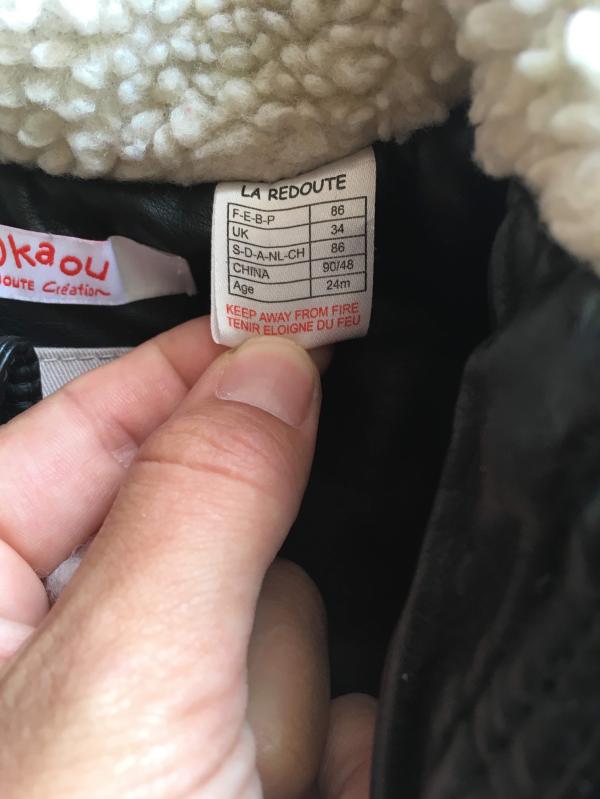 LA REDOUTE
F-E-B-P 86
UK 34
S-D-A-NL-CH 86
CHINA 90/48
Age 24m
KEEP AWAY FROM FIRE
TENIR ELOIGNE DU FEU
okaou
OUTE Création